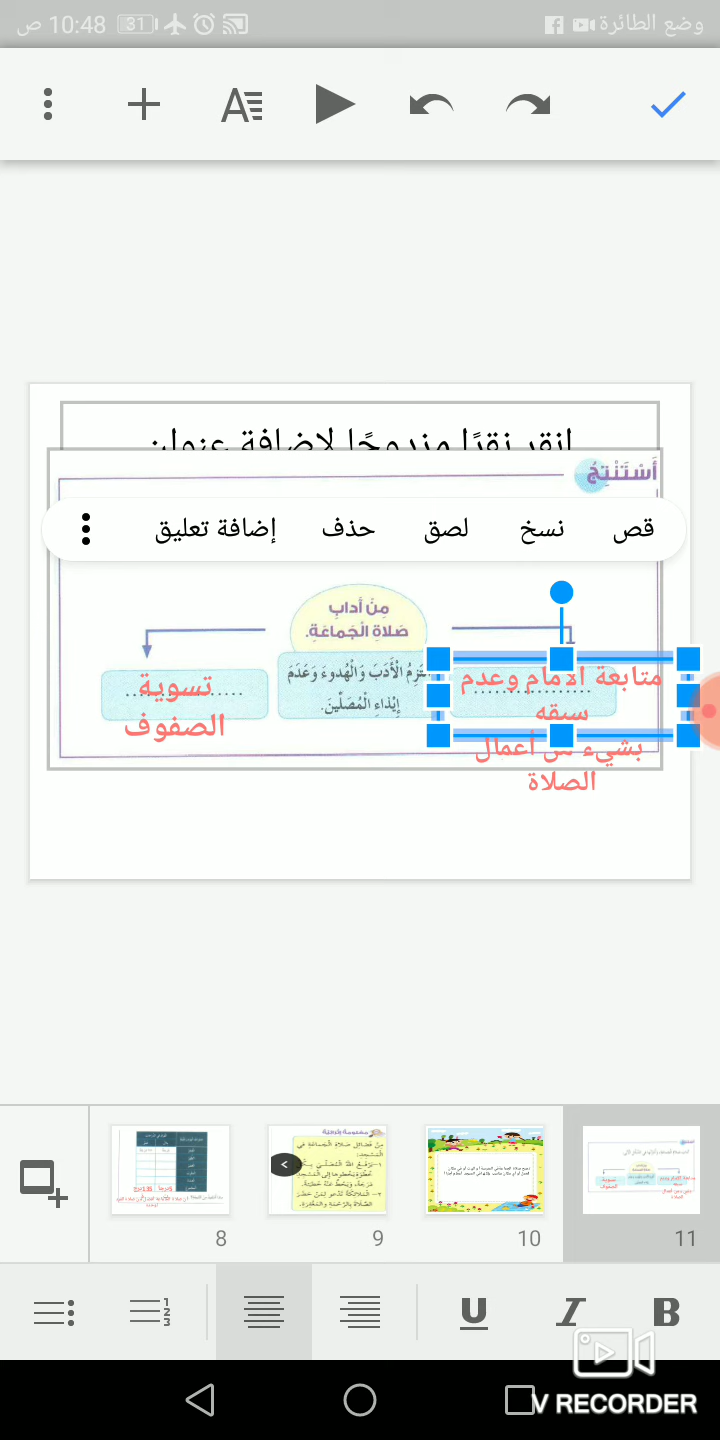 وضع الطائرة
10:48 ص
31
انقر نقرًا مزدوجًا لإضافة عنوان
أَسْتَنْتِجُ
قص
نسخ
لصق
حذف
إضافة تعليق
مِنْ آدابِ
صَلاةِ الْجَماعَةِ.
الْأَدَبَ وَالْهُدوءَ وَعَدَمَ
إيْذاءِ الْمُصَلِّينَ.
متابعة الامام وعدم
سبقه
بشيء من أعمال
الصلاة
تسوية
الصفوف
8
9
10
11
U
I
B
V RECORDER